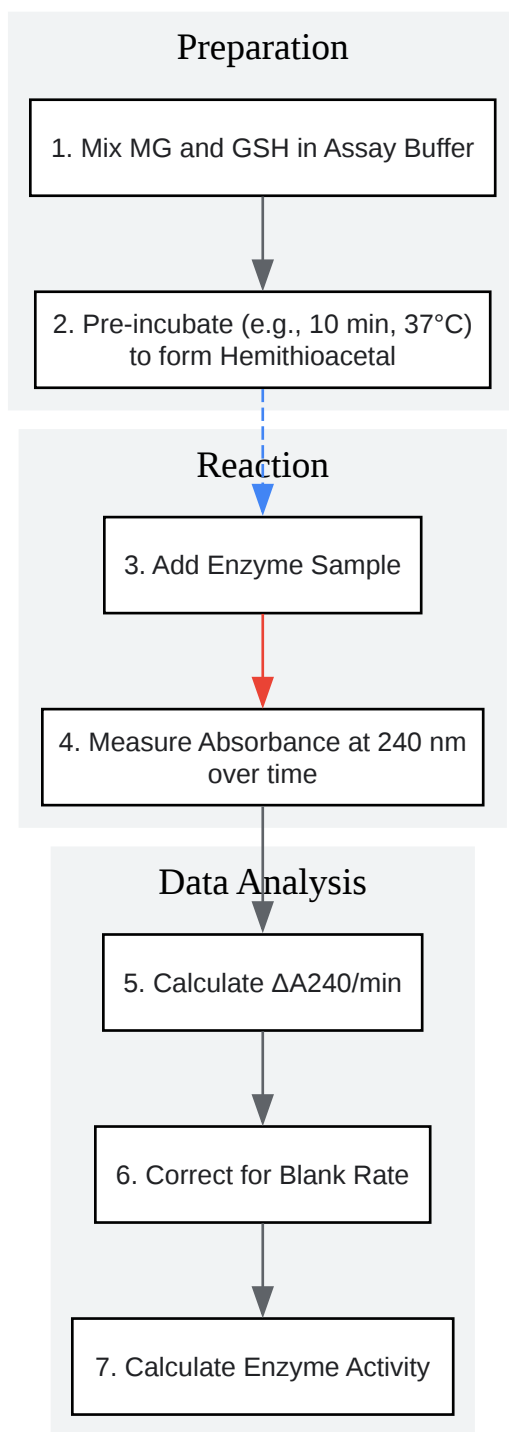 Preparation
1. Mix MG and GSH in Assay Buffer
2. Pre-incubate (e.g., 10 min, 37°C)
to form Hemithioacetal
Reaction
3. Add Enzyme Sample
4. Measure Absorbance at 240 nm
over time
Data Analysis
5. Calculate ΔA240/min
6. Correct for Blank Rate
7. Calculate Enzyme Activity